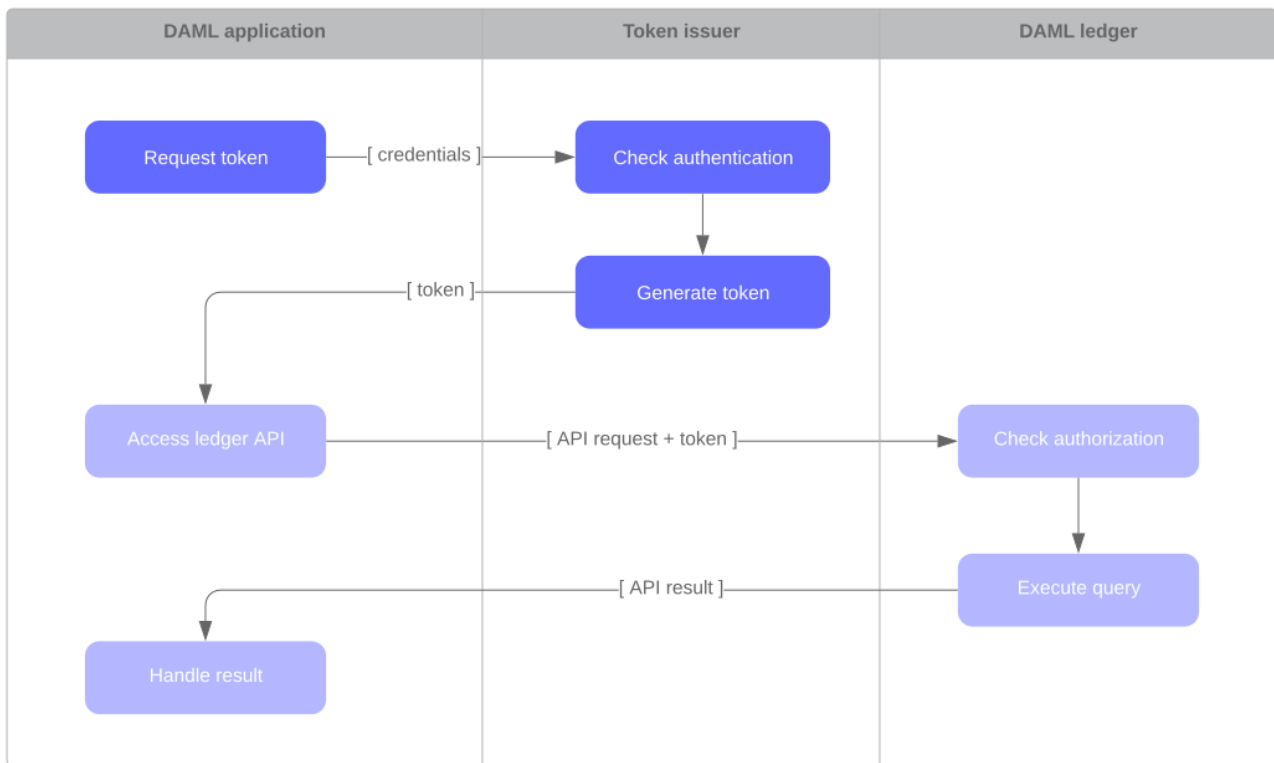 DAML application
Token issuer
DAML ledger
Request token
[ credentials ]
Check authentication
[ token ]
Generate token
Access ledger API
[ API request + token ]
Check authorization
[ API result ]
Execute query
Handle result